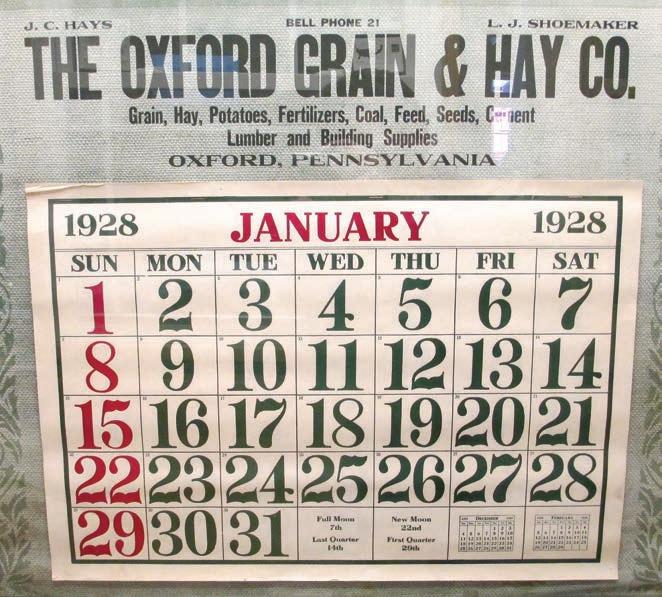 J. C. HAYS BELL PHONE 21 L. J. SHOEMAKER
THE OXFORD GRAIN & HAY CO.
Grain, Hay, Potatoes, Fertilizers, Coal, Feed, Seeds, Cement
Lumber and Building Supplies
OXFORD, PENNSYLVANIA
1928 JANUARY 1928
SUN MON TUE WED THU FRI SAT
1 2 3 4 5 6 7
8 9 10 11 12 13 14
15 16 17 18 19 20 21
22 23 24 25 26 27 28
29 30 31
Full Moon
7th
Last Quarter
14th
New Moon
22nd
First Quarter
29th
DECEMBER
FEBRUARY